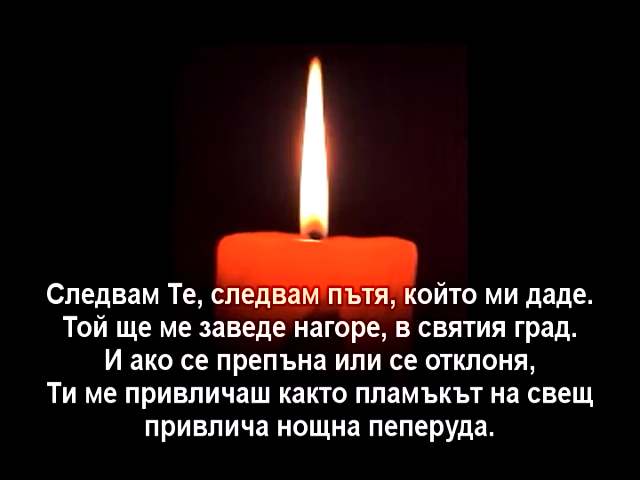 Следвам Те, следвам пътя, който ми даде.
Той ще ме заведе нагоре, в святия град.
И ако се препъна или се отклоня,
Ти ме привличаш както пламъкът на свещ
привлича нощна пеперуда.